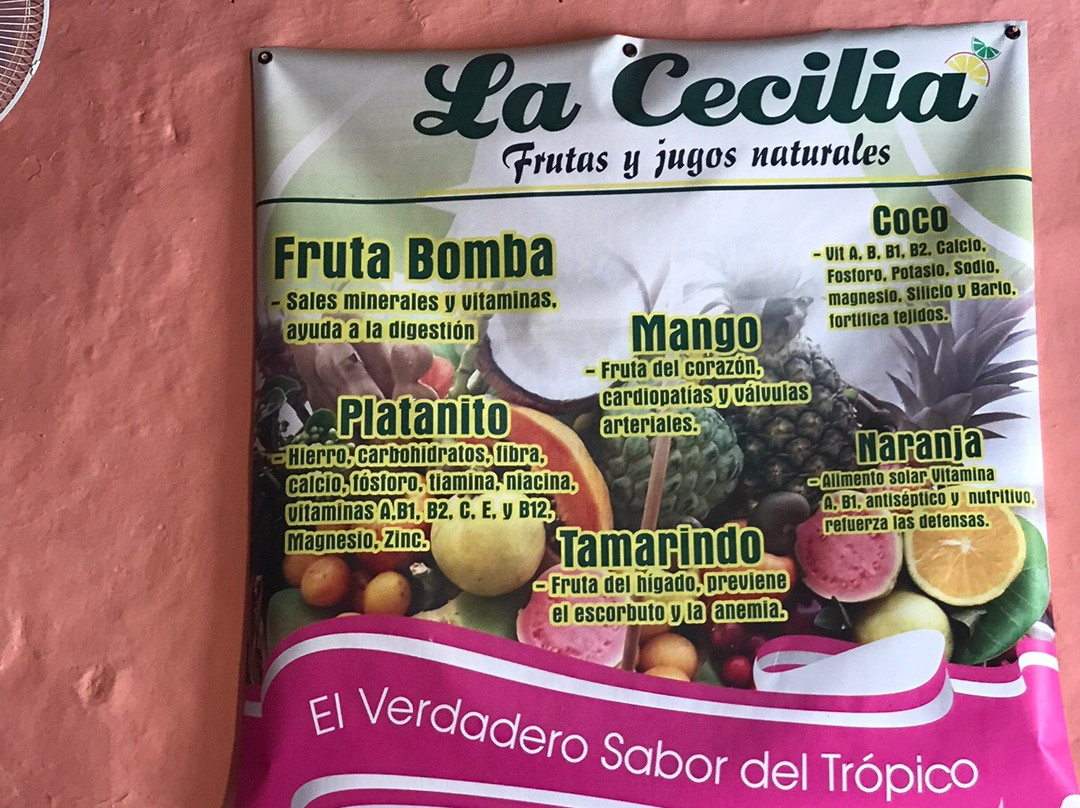 La Cecilia
Frutas y jugos naturales
Fruta Bomba
- Sales minerales y vitaminas,
ayuda a la digestión
Coco
- Vit A, B, B1, B2, Calcio,
Fosforo, Potasio, Sodio,
magnesio, Silicio y Bario,
fortifica tejidos.
Mango
- Fruta del corazón,
cardiopatías y válvulas
arteriales.
Platanito
- Hierro, carbohidratos, fibra,
calcio, fósforo, tiamina, niacina,
vitaminas A,B1, B2, C, E, y B12,
Magnesio, Zinc.
Naranja
- Alimento solar Vitamina
A, B1, antiséptico y nutritivo,
refuerza las defensas.
Tamarindo
- Fruta del hígado, previene
el escorbuto y la anemia.
El Verdadero Sabor del Trópico